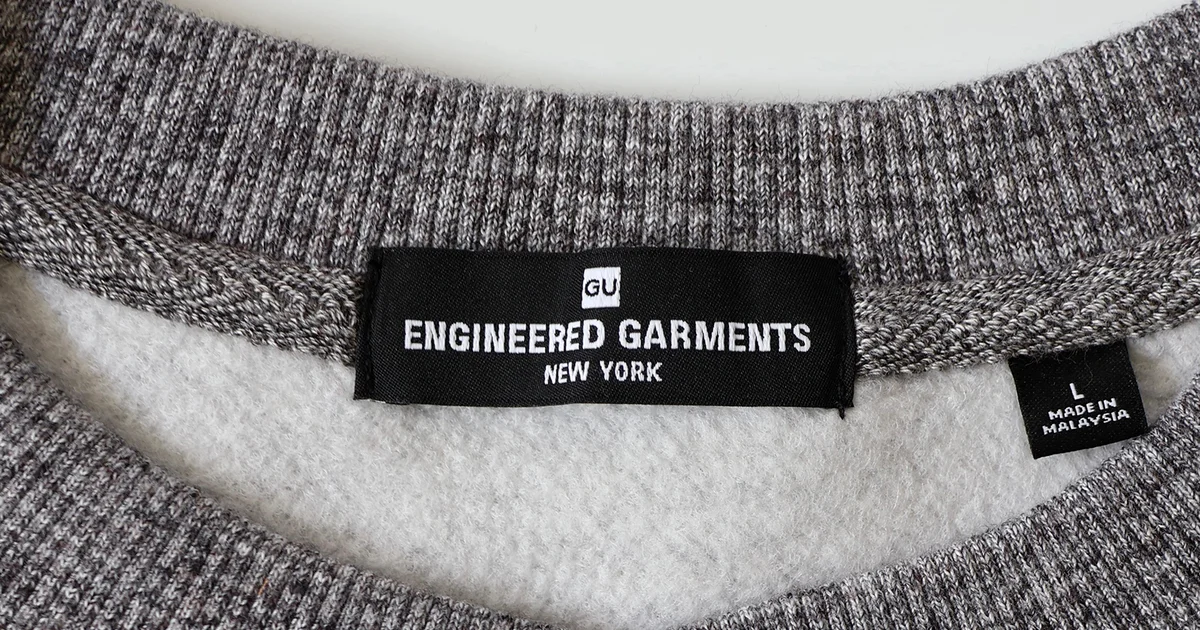 GU
ENGINEERED GARMENTS
NEW YORK
L
MADE IN
MALAYSIA